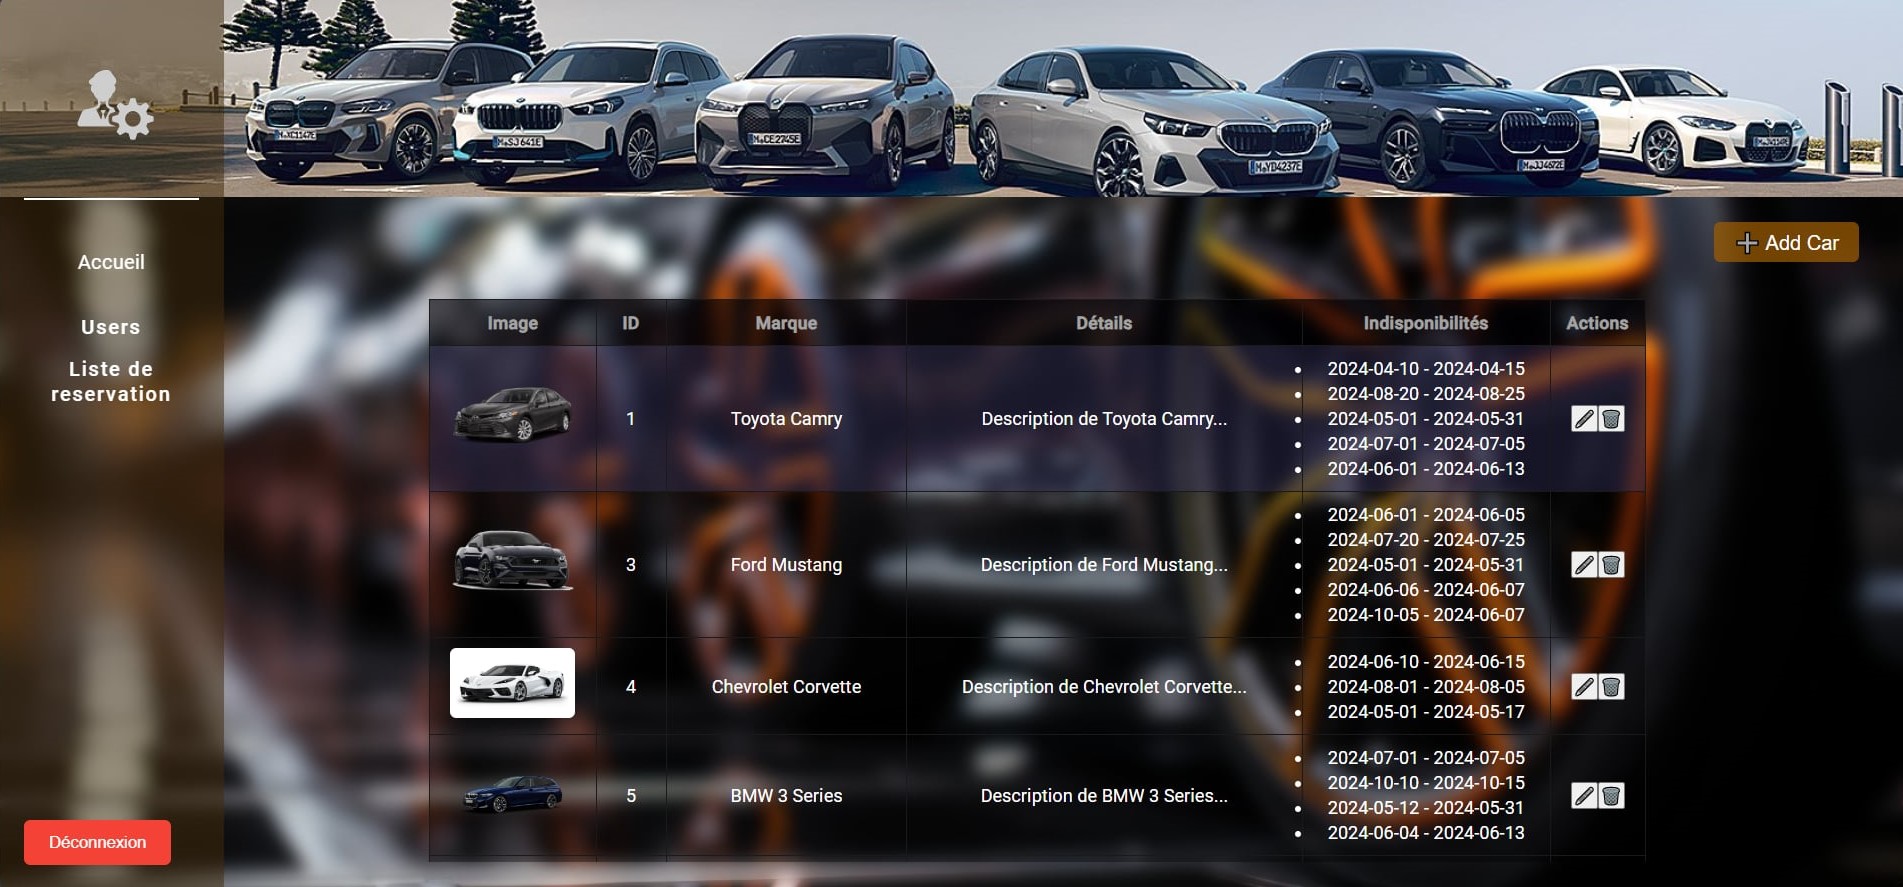 M◆CE2245E
M◆SJ641E
M◆YD4237E
Accueil
Users
Liste de
reservation
Déconnexion
Add Car
Image ID Marque Détails Indisponibilités Actions
1 Toyota Camry Description de Toyota Camry...
• 2024-04-10 - 2024-04-15
• 2024-08-20 - 2024-08-25
• 2024-05-01 - 2024-05-31
• 2024-07-01 - 2024-07-05
• 2024-06-01 - 2024-06-13
3 Ford Mustang Description de Ford Mustang...
• 2024-06-01 - 2024-06-05
• 2024-07-20 - 2024-07-25
• 2024-05-01 - 2024-05-31
• 2024-06-06 - 2024-06-07
• 2024-10-05 - 2024-06-07
4 Chevrolet Corvette Description de Chevrolet Corvette...
• 2024-06-10 - 2024-06-15
• 2024-08-01 - 2024-08-05
• 2024-05-01 - 2024-05-17
5 BMW 3 Series Description de BMW 3 Series...
• 2024-07-01 - 2024-07-05
• 2024-10-10 - 2024-10-15
• 2024-05-12 - 2024-05-31
• 2024-06-04 - 2024-06-13